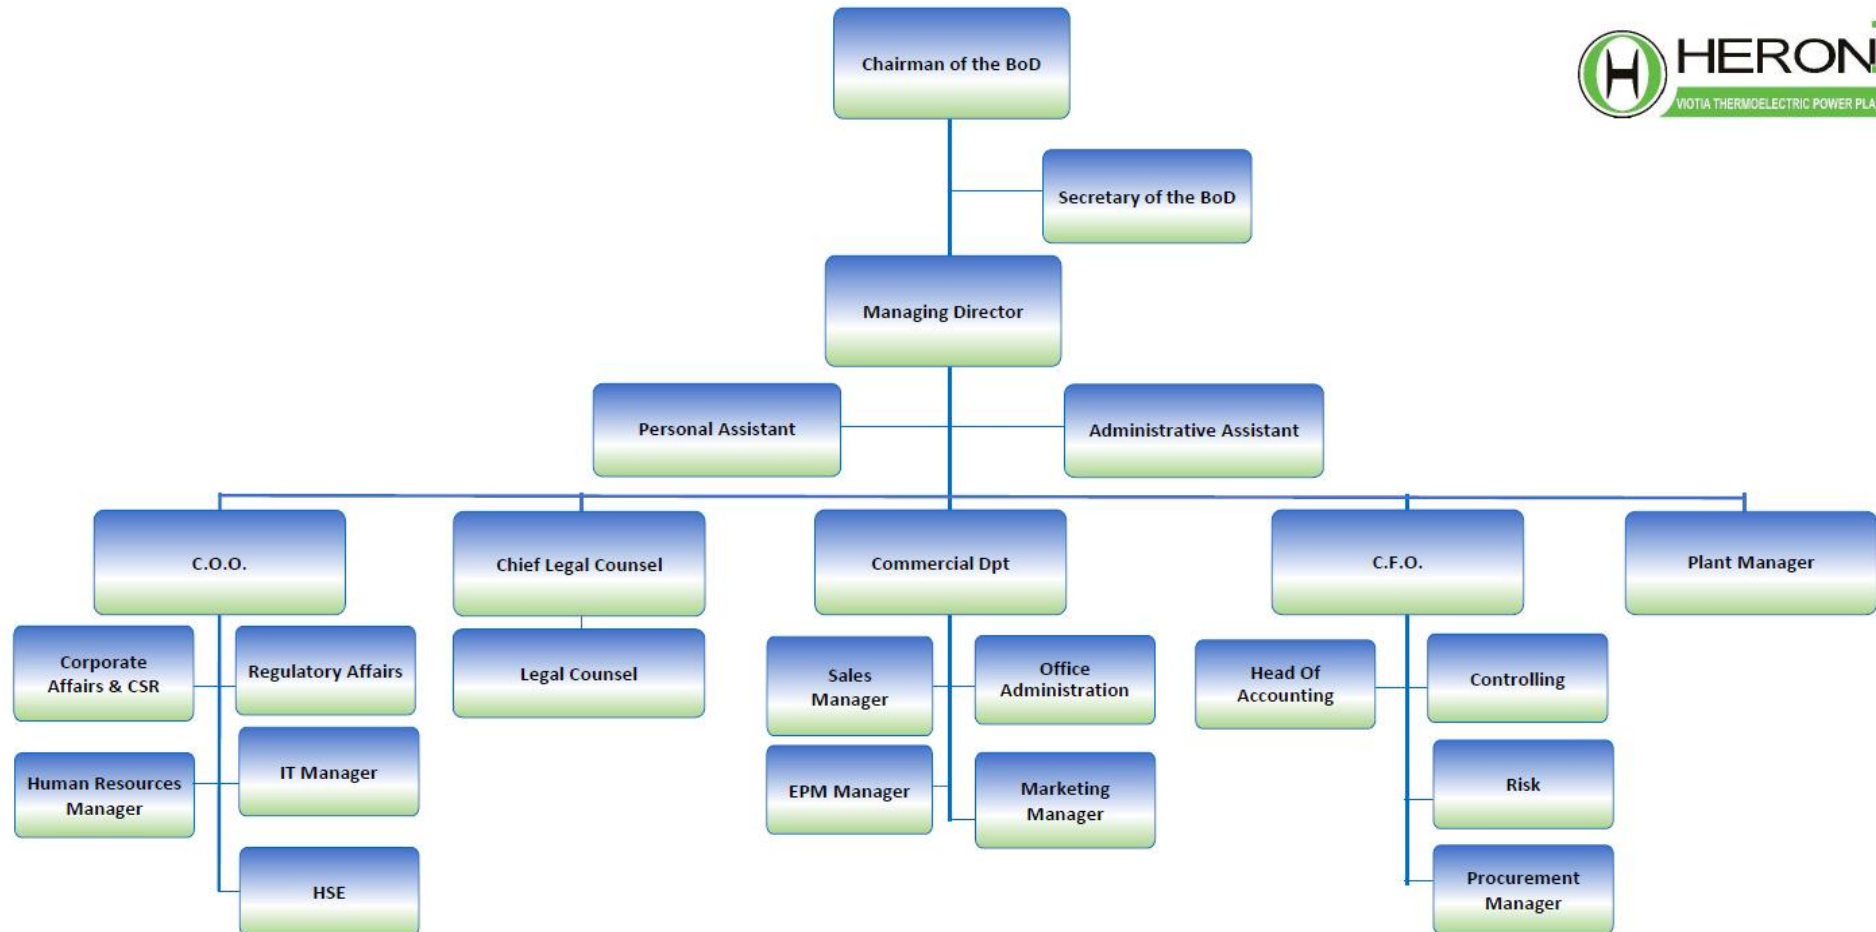 Chairman of the BoD
HERON
VIOTIA THERMOELECTRIC POWER
Secretary of the BoD
Managing Director
Personal Assistant
Administrative Assistant
C.O.O.
Chief Legal Counsel
Commercial Dpt
C.F.O.
Plant Manager
Corporate
Affairs & CSR
Regulatory Affairs
Legal Counsel
Sales
Manager
Office
Administration
Head Of
Accounting
Controlling
Human Resources
Manager
IT Manager
EPM Manager
Marketing
Manager
Risk
HSE
Procurement
Manager